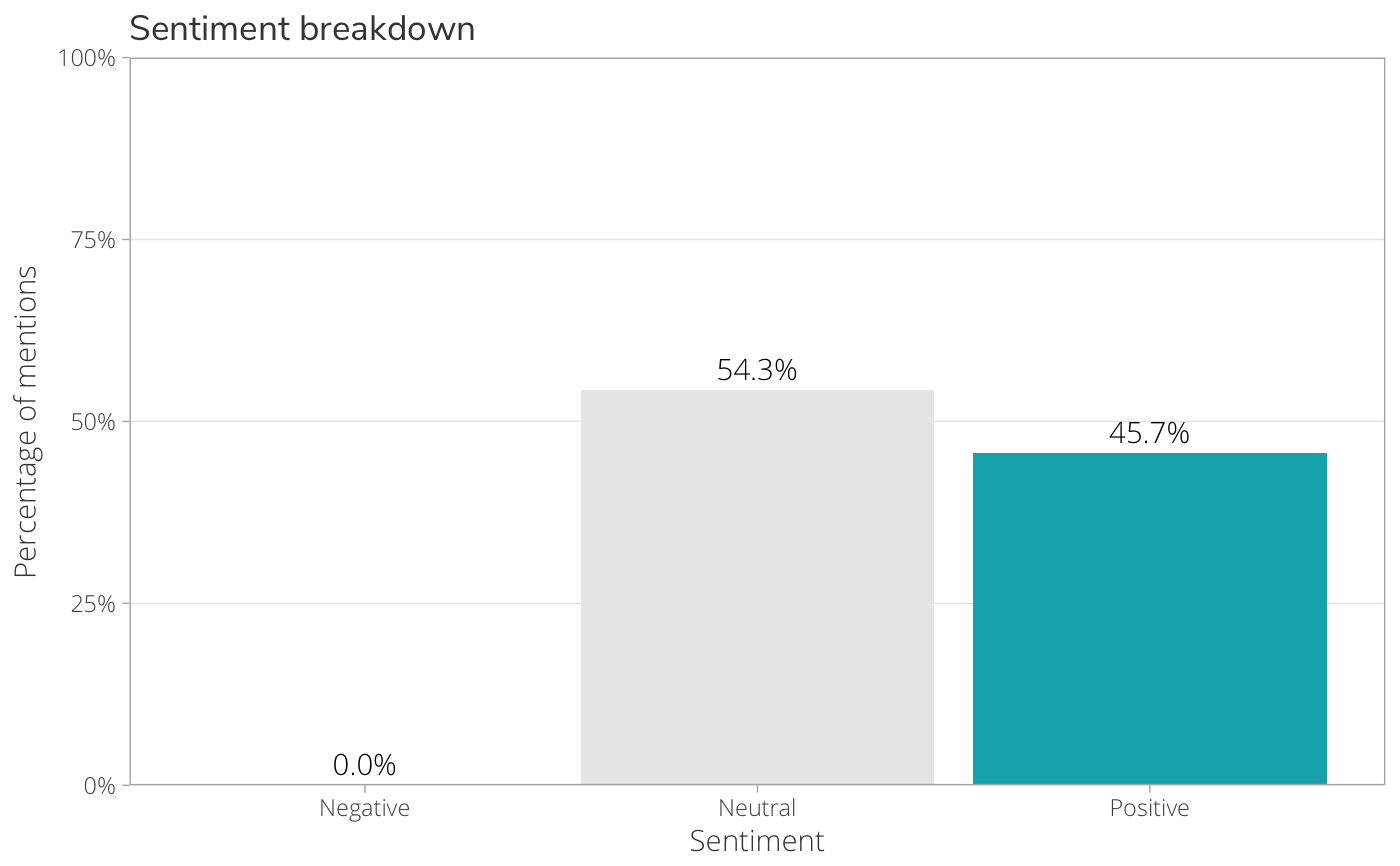 Sentiment breakdown
100%
75%
50%
25%
0%
Percentage of mentions
0.0%
54.3%
45.7%
Negative
Neutral
Positive
Sentiment